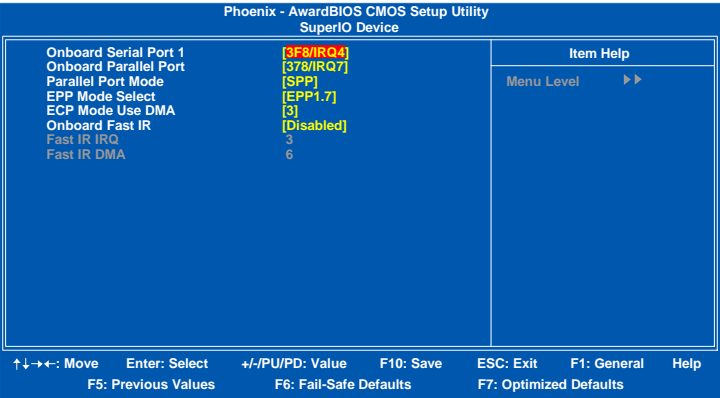 Phoenix - AwardBIOS CMOS Setup Utility
SuperIO Device
Onboard Serial Port 1 [3F8/IRQ4]
Onboard Parallel Port [378/IRQ7]
Parallel Port Mode [SPP]
EPP Mode Select [EPP1.7]
ECP Mode Use DMA [3]
Onboard Fast IR [Disabled]
Fast IR IRQ 3
Fast IR DMA 6
Item Help
Menu Level ▶▶
↑↓→←: Move Enter: Select +/-/PU/PD: Value F10: Save ESC: Exit F1: General Help
F5: Previous Values F6: Fail-Safe Defaults F7: Optimized Defaults